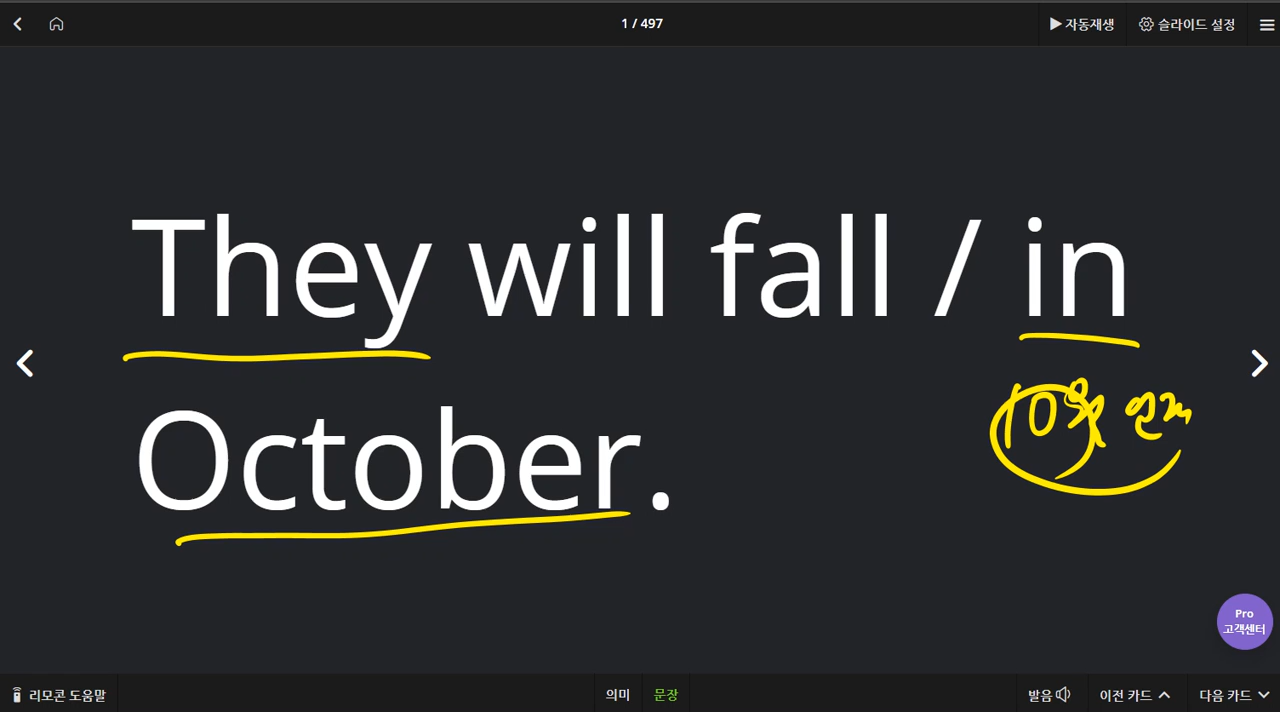 1 / 497
자동재생
슬라이드 설정
They will fall / in
October.
10월
Pro
고객센터
리모콘 도움말
의미
문장
발음
이전 카드
다음 카드